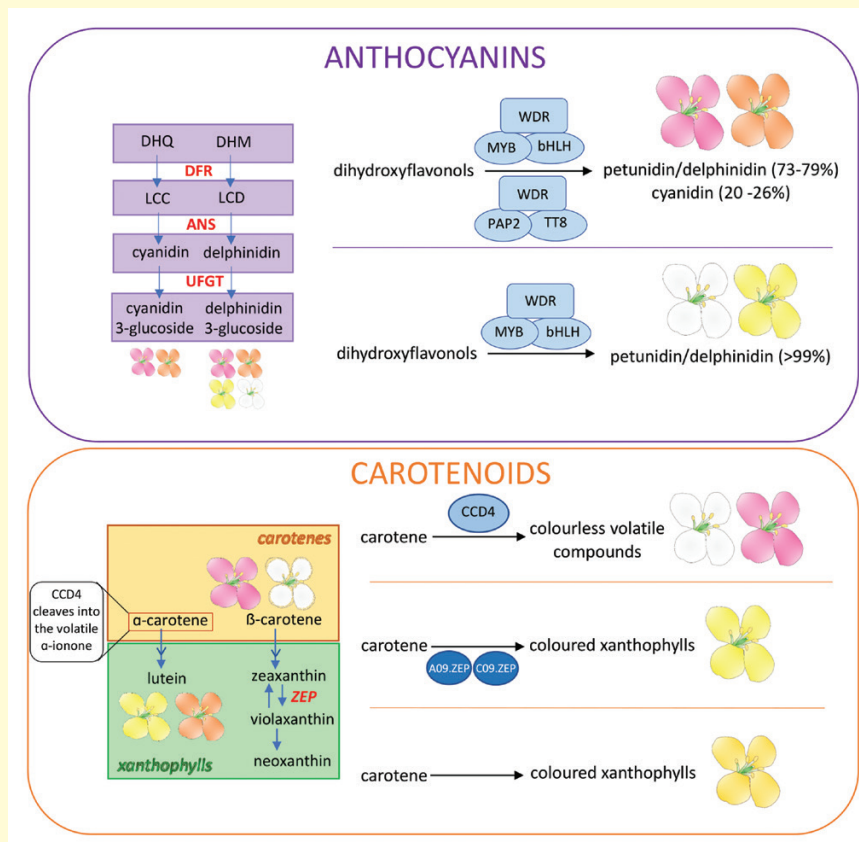 ANTHOCYANINS
DHQ DHM
DFR
LCC LCD
ANS
cyanidin delphinidin
UFGT
cyanidin delphinidin
3-glucoside 3-glucoside
WDR
MYB bHLH
dihydroxyflavonols
WDR
PAP2 TT8
petunidin/delphinidin (73-79%)
cyanidin (20 -26%)
WDR
MYB bHLH
dihydroxyflavonols
petunidin/delphinidin (>99%)
CAROTENOIDS
carotenes
CCD4
cleaves into
the volatile
α-ionone
α-carotene ß-carotene
lutein zeaxanthin
ZEP
violaxanthin
neoxanthin
xanthophylls
CCD4
carotene colourless volatile
compounds
carotene coloured xanthophylls
A09.ZEP C09.ZEP
carotene coloured xanthophylls